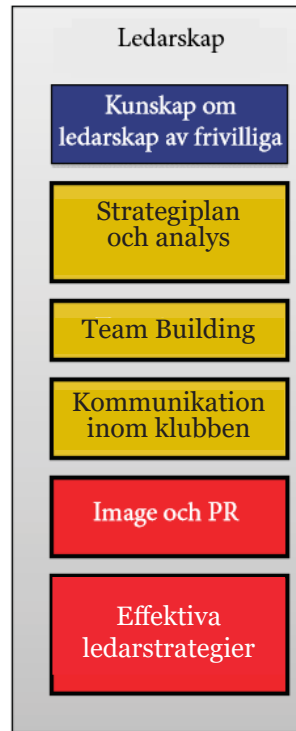 Ledarskap
Kunskap om
ledarskap av frivilliga
Strategiplan
och analys
Team Building
Kommunikation
inom klubben
Image och PR
Effektiva
ledarstrategier